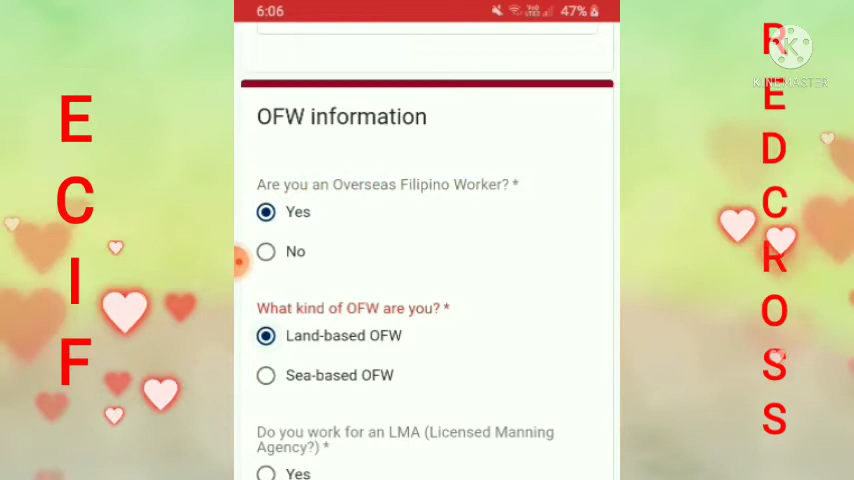 6:06
47%
E
C
I
F
R
E
D
C
R
O
S
S
K
KINEMASTER
OFW information
Are you an Overseas Filipino Worker? *
Yes
No
What kind of OFW are you? *
Land-based OFW
Sea-based OFW
Do you work for an LMA (Licensed Manning
Agency?) *
Yes